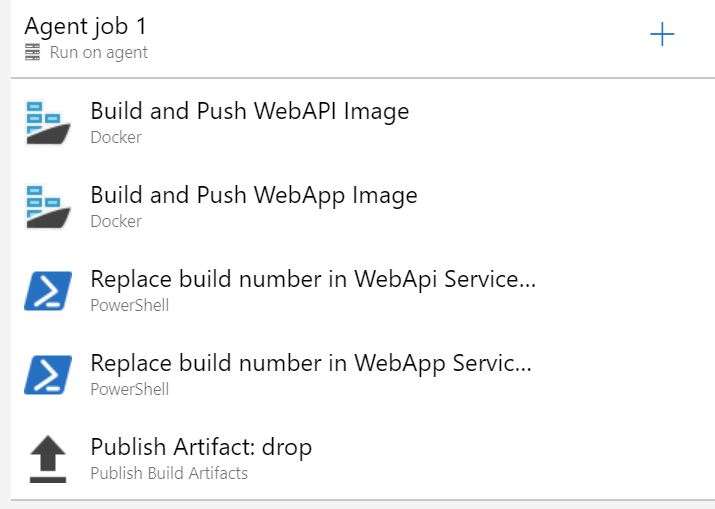 Agent job 1
Run on agent
Build and Push WebAPI Image
Docker
Build and Push WebApp Image
Docker
Replace build number in WebApi Service...
PowerShell
Replace build number in WebApp Servic...
PowerShell
Publish Artifact: drop
Publish Build Artifacts